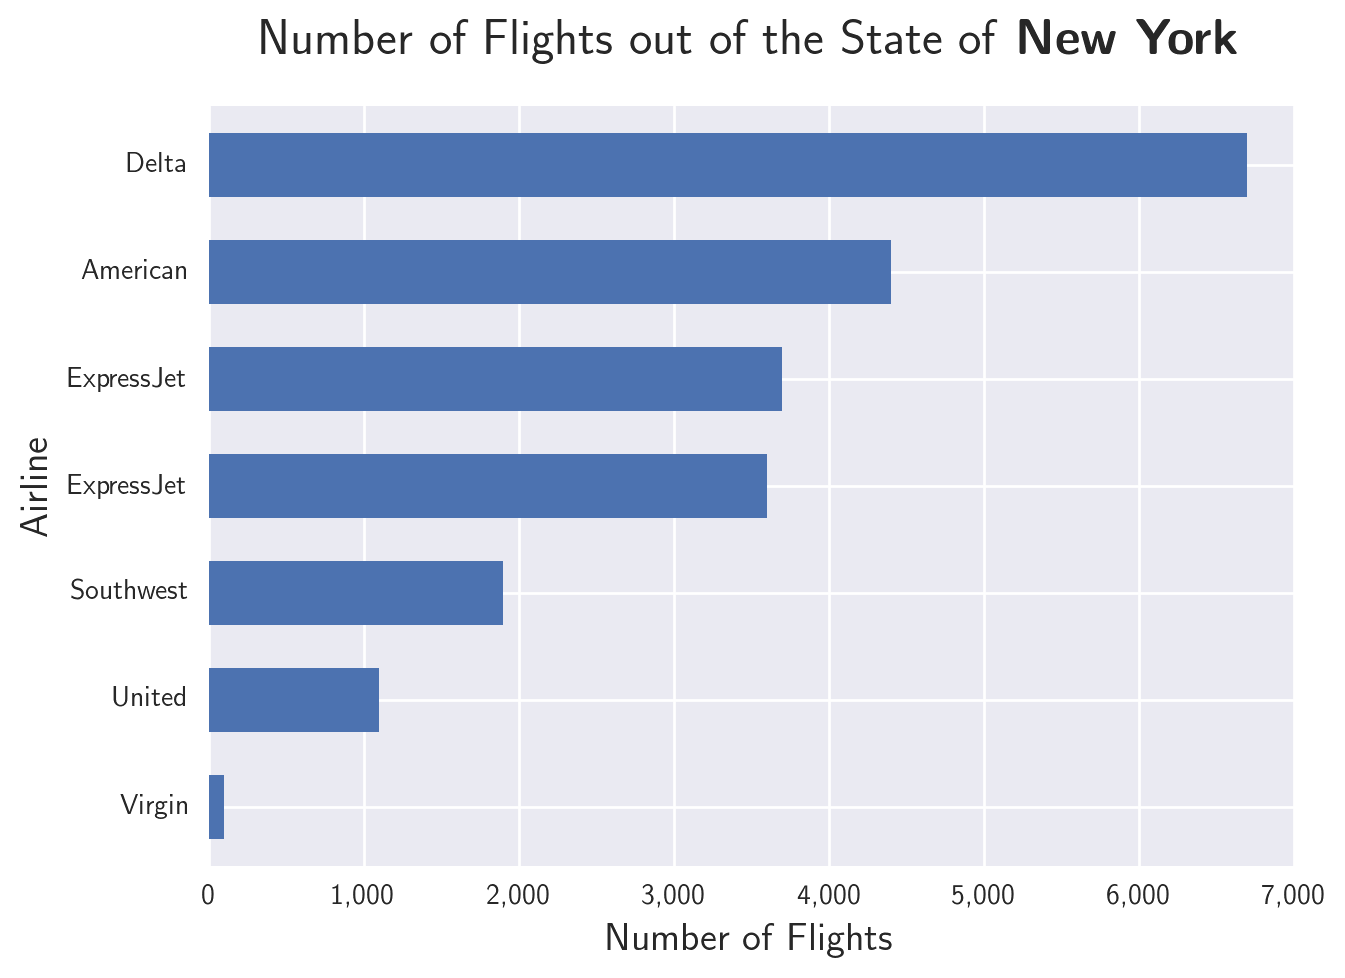 Number of Flights out of the State of New York
Delta
American
ExpressJet
ExpressJet
Southwest
United
Virgin
Airline
0 1,000 2,000 3,000 4,000 5,000 6,000 7,000
Number of Flights